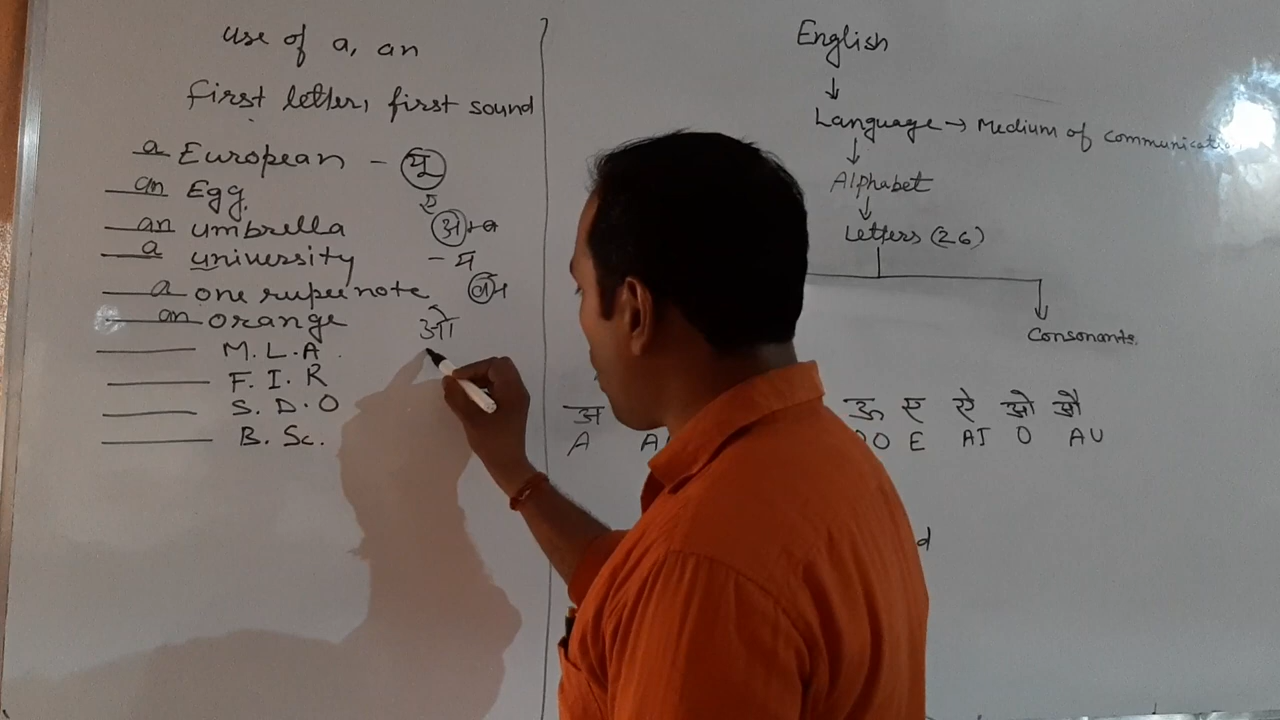 use of a, an
first letter, first sound
a European - यू
an Egg ए
an umbrella अ+म
a university - य
a one rupee note व+
an orange ओ
M. L. A.
F. I. R
S. D. O
B. Sc.
English
↓
Language → Medium of communicati
↓
Alphabet
↓
Letters (26)
Consonants.
अ ऊ ए ऐ ओ औ
A A OO E AI O AU
d